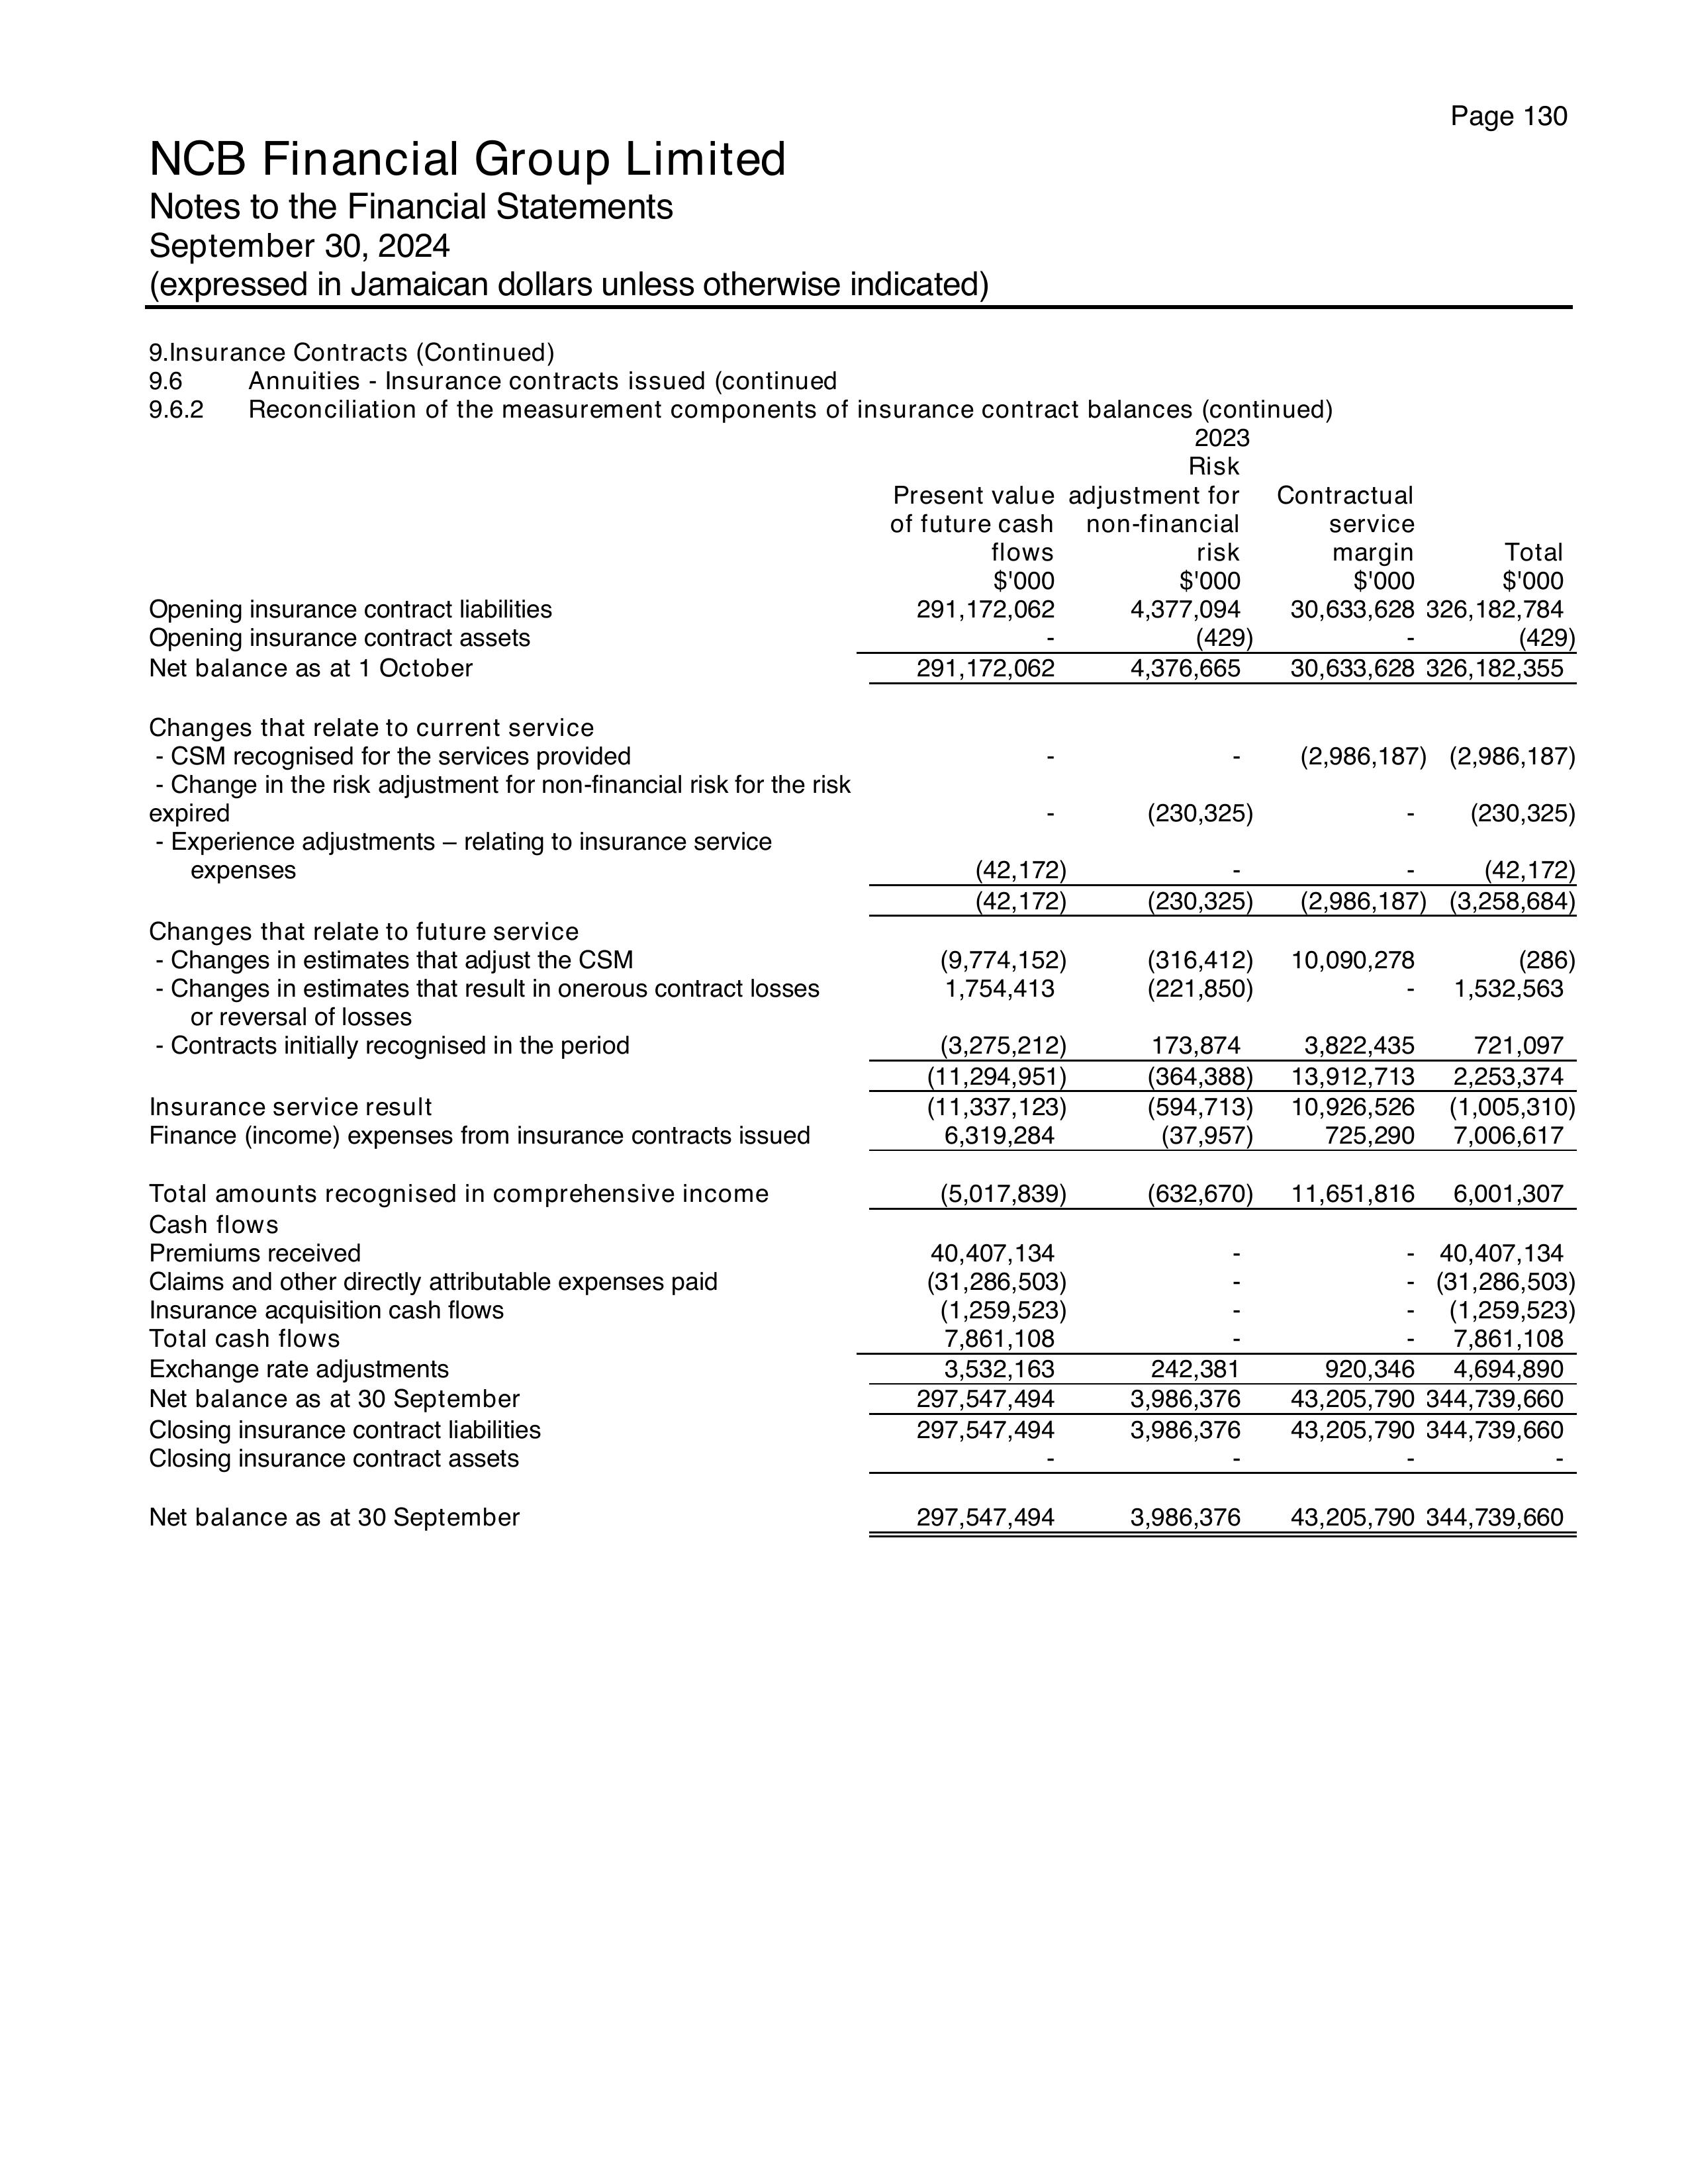 Page 130
NCB Financial Group Limited
Notes to the Financial Statements
September 30, 2024
(expressed in Jamaican dollars unless otherwise indicated)
9.Insurance Contracts (Continued)
9.6 Annuities - Insurance contracts issued (continued
9.6.2 Reconciliation of the measurement components of insurance contract balances (continued)
2023
Risk
Present value adjustment for Contractual
of future cash non-financial service
flows risk margin Total
$'000 $'000 $'000 $'000
Opening insurance contract liabilities 291,172,062 4,377,094 30,633,628 326,182,784
Opening insurance contract assets - (429) - (429)
Net balance as at 1 October 291,172,062 4,376,665 30,633,628 326,182,355
Changes that relate to current service
- CSM recognised for the services provided - - (2,986,187) (2,986,187)
- Change in the risk adjustment for non-financial risk for the risk
expired - (230,325) - (230,325)
- Experience adjustments – relating to insurance service
expenses (42,172) - - (42,172)
(42,172) (230,325) (2,986,187) (3,258,684)
Changes that relate to future service
- Changes in estimates that adjust the CSM (9,774,152) (316,412) 10,090,278 (286)
- Changes in estimates that result in onerous contract losses 1,754,413 (221,850) - 1,532,563
or reversal of losses
- Contracts initially recognised in the period (3,275,212) 173,874 3,822,435 721,097
(11,294,951) (364,388) 13,912,713 2,253,374
Insurance service result (11,337,123) (594,713) 10,926,526 (1,005,310)
Finance (income) expenses from insurance contracts issued 6,319,284 (37,957) 725,290 7,006,617
Total amounts recognised in comprehensive income (5,017,839) (632,670) 11,651,816 6,001,307
Cash flows
Premiums received 40,407,134 - - 40,407,134
Claims and other directly attributable expenses paid (31,286,503) - - (31,286,503)
Insurance acquisition cash flows (1,259,523) - - (1,259,523)
Total cash flows 7,861,108 - - 7,861,108
Exchange rate adjustments 3,532,163 242,381 920,346 4,694,890
Net balance as at 30 September 297,547,494 3,986,376 43,205,790 344,739,660
Closing insurance contract liabilities 297,547,494 3,986,376 43,205,790 344,739,660
Closing insurance contract assets - - - -
Net balance as at 30 September 297,547,494 3,986,376 43,205,790 344,739,660